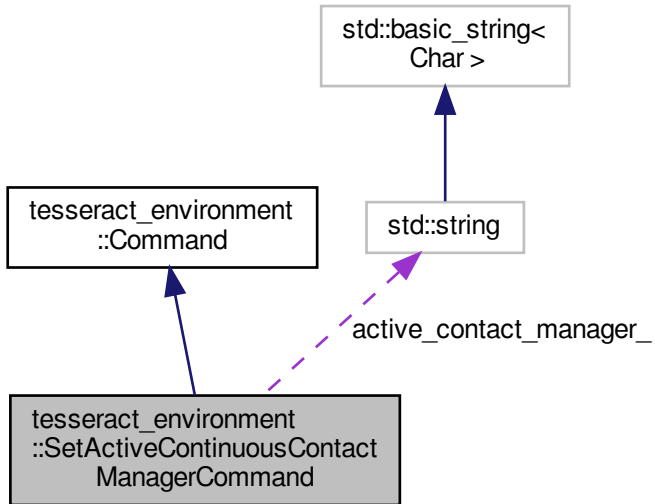 std::basic_string<
Char >
tesseract_environment
::Command
std::string
active_contact_manager_
tesseract_environment
::SetActiveContinuousContact
ManagerCommand